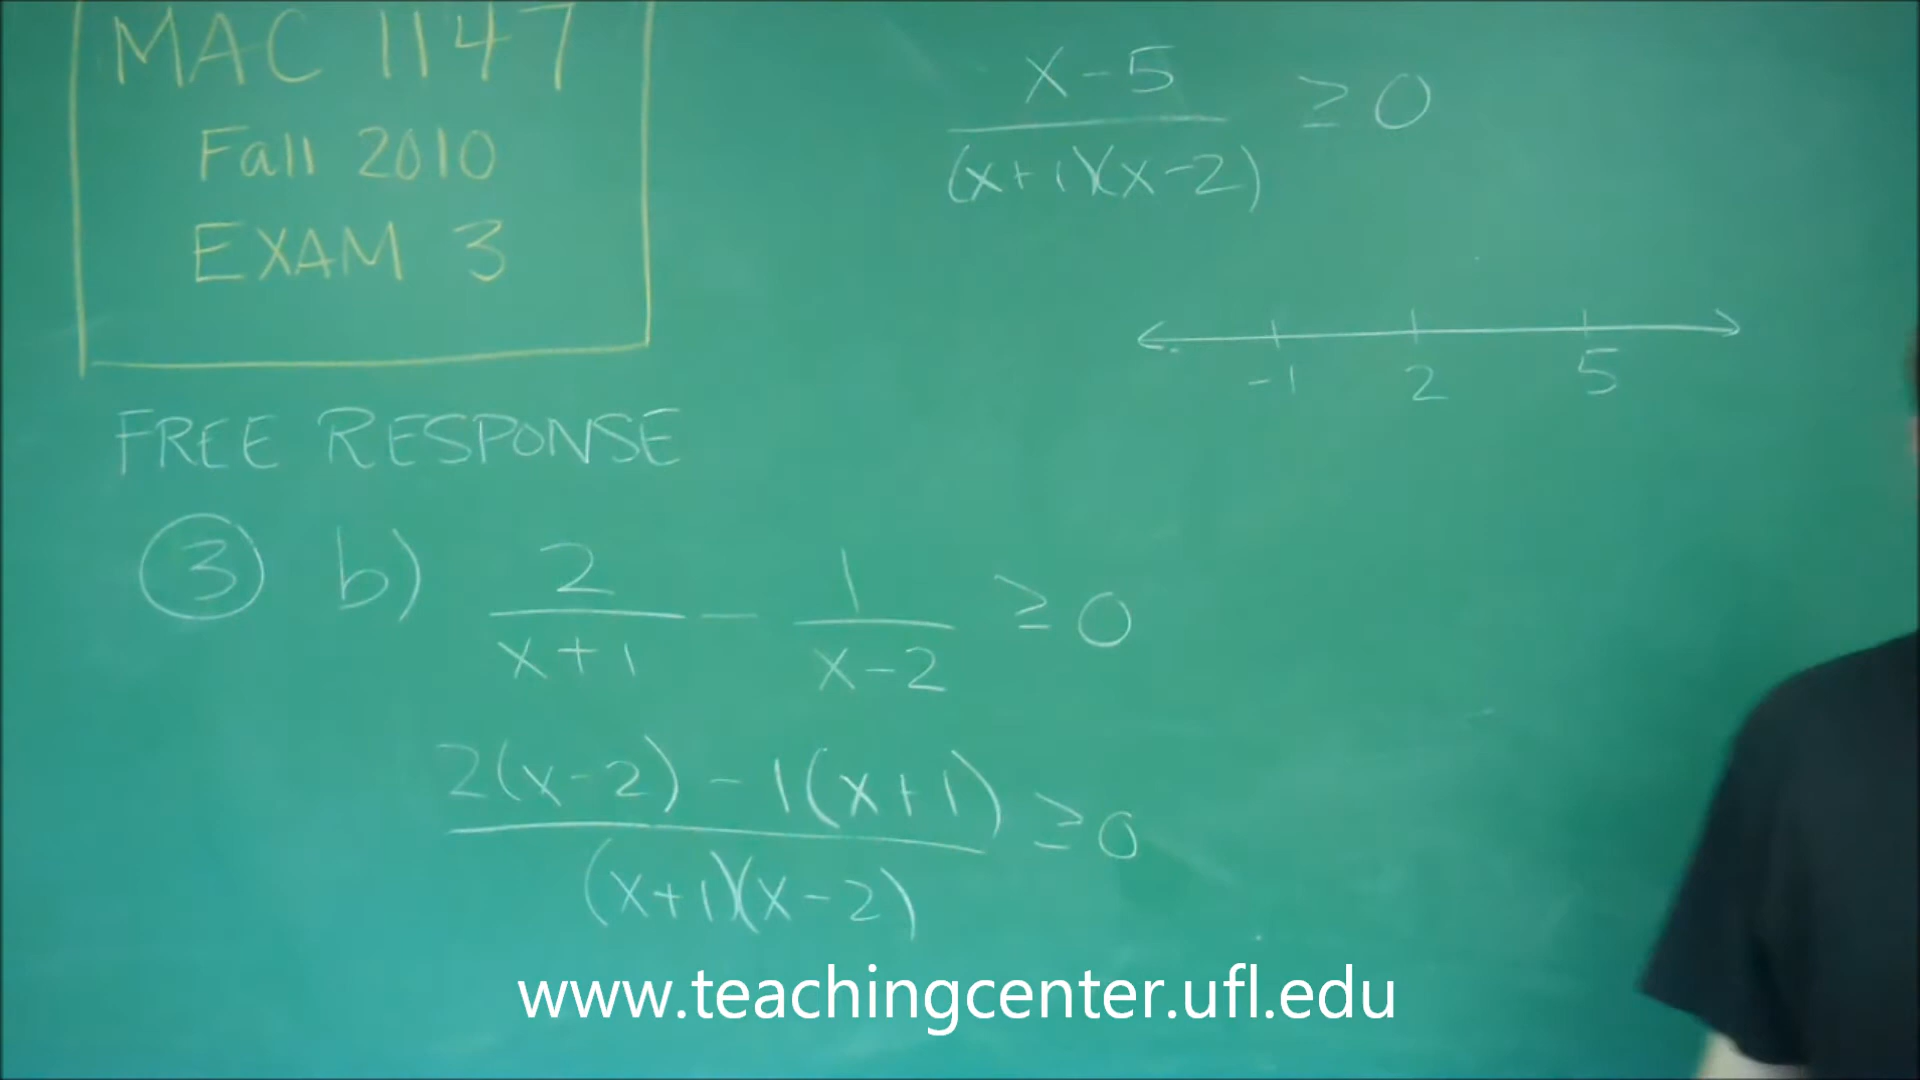 MAC 1147
Fall 2010
EXAM 3
x-5
(x+1)(x-2)
≥ 0
-1 2 5
FREE RESPONSE
3 b) 2/(x+1) - 1/(x-2) ≥ 0
2(x-2) - 1(x+1)
(x+1)(x-2)
≥ 0
www.teachingcenter.ufl.edu